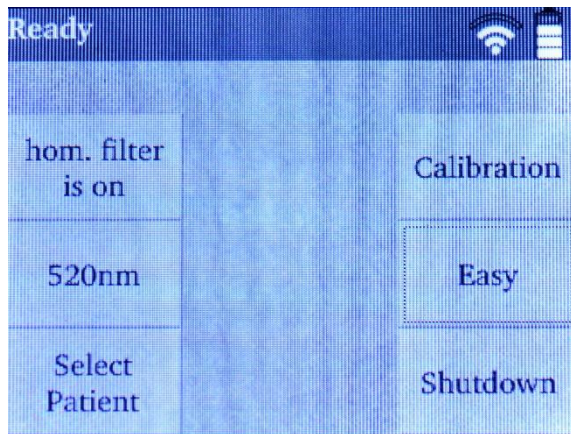 Ready
hom. filter
is on
Calibration
520nm
Easy
Select
Patient
Shutdown